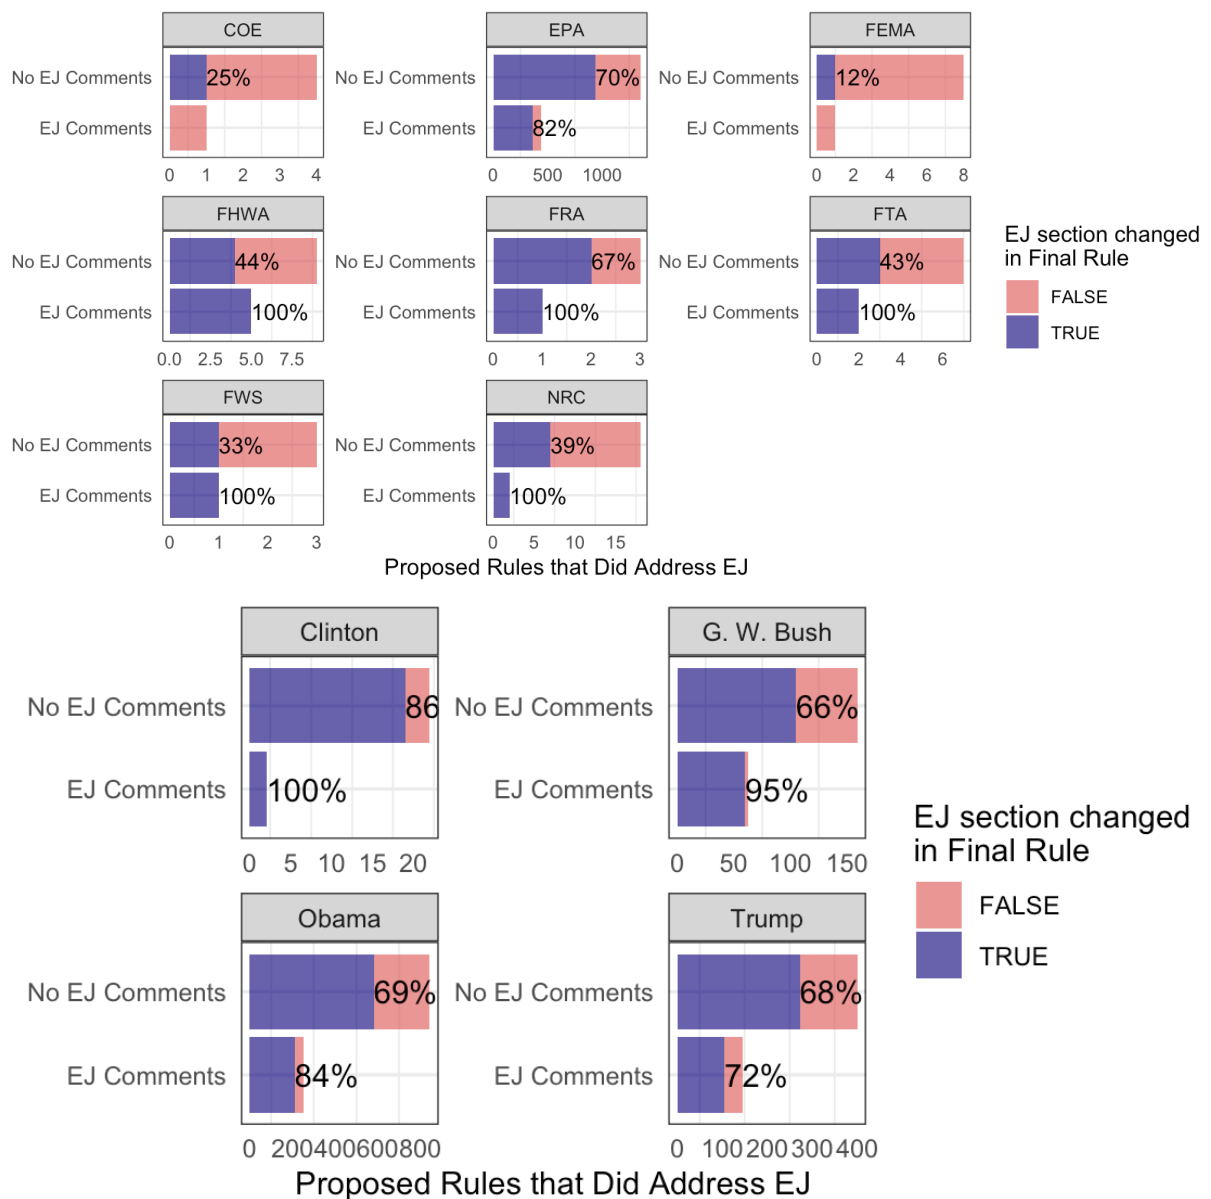 COE
EPA
FEMA
No EJ Comments
25%
No EJ Comments
70%
No EJ Comments
12%
EJ Comments
EJ Comments
82%
EJ Comments
0 1 2 3 4
0 500 1000
0 2 4 6 8
FHWA
FRA
FTA
No EJ Comments
44%
No EJ Comments
67%
No EJ Comments
43%
EJ Comments
100%
EJ Comments
100%
EJ Comments
100%
0.0 2.5 5.0 7.5
0 1 2 3
0 2 4 6
EJ section changed
in Final Rule
FALSE
TRUE
FWS
NRC
No EJ Comments
33%
No EJ Comments
39%
EJ Comments
100%
EJ Comments
100%
0 1 2 3
0 5 10 15
Proposed Rules that Did Address EJ
Clinton
G. W. Bush
No EJ Comments
86
No EJ Comments
66%
EJ Comments
100%
EJ Comments
95%
0 5 10 15 20
0 50 100 150
Obama
Trump
No EJ Comments
69%
No EJ Comments
68%
EJ Comments
84%
EJ Comments
72%
0 200 400 600 800
0 100 200 300 400
EJ section changed
in Final Rule
FALSE
TRUE
Proposed Rules that Did Address EJ